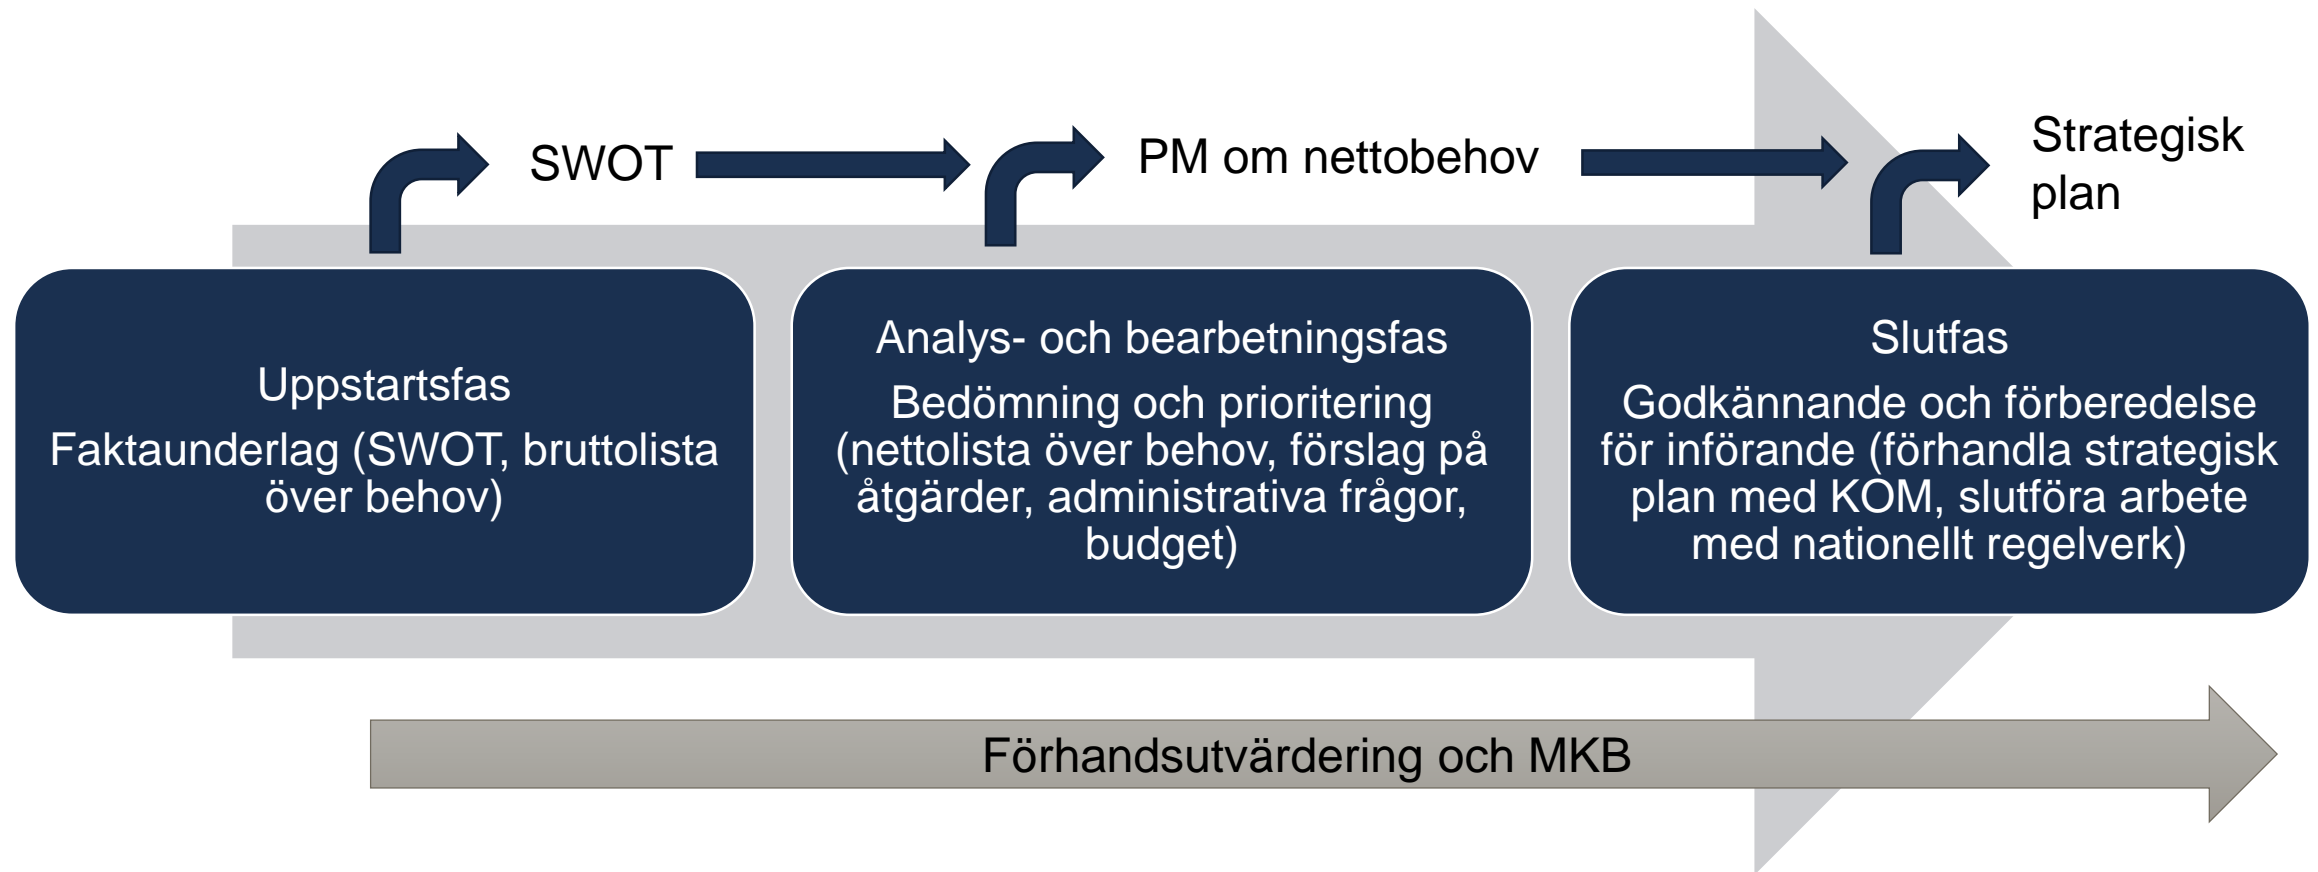 SWOT
PM om nettobehov
Strategisk
plan
Uppstartsfas
Faktaunderlag (SWOT, bruttolista
över behov)
Analys- och bearbetningsfas
Bedömning och prioritering
(nettolista över behov, förslag på
åtgärder, administrativa frågor,
budget)
Slutfas
Godkännande och förberedelse
för införande (förhandla strategisk
plan med KOM, slutföra arbete
med nationellt regelverk)
Förhandsutvärdering och MKB